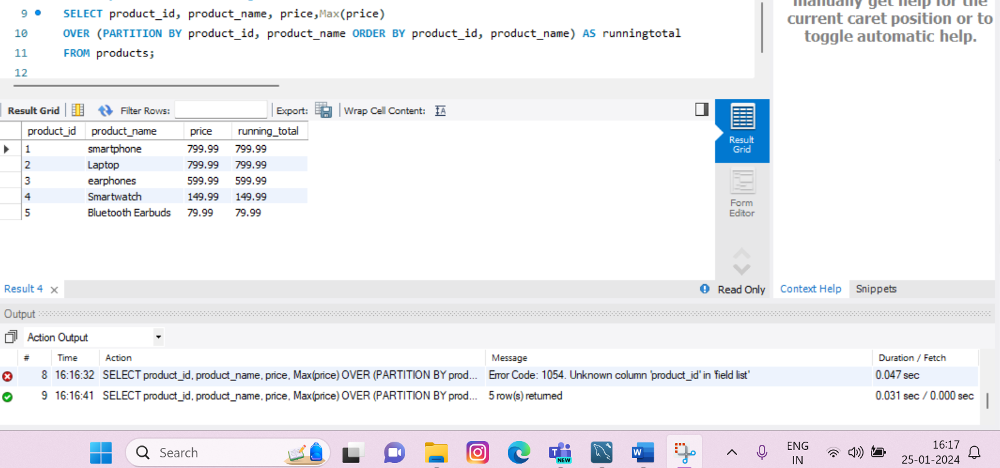 9 SELECT product_id, product_name, price,Max(price)
10 OVER (PARTITION BY product_id, product_name ORDER BY product_id, product_name) AS runningtotal
11 FROM products;
12
manually get help for the
current caret position or to
toggle automatic help.
Result Grid Filter Rows: Export: Wrap Cell Content:
product_id product_name price running_total
1 smartphone 799.99 799.99
2 Laptop 799.99 799.99
3 earphones 599.99 599.99
4 Smartwatch 149.99 149.99
5 Bluetooth Earbuds 79.99 79.99
Result
Grid
Form
Editor
Result 4 Read Only Context Help Snippets
Output
Action Output
# Time Action Message Duration / Fetch
8 16:16:32 SELECT product_id, product_name, price, Max(price) OVER (PARTITION BY prod... Error Code: 1054. Unknown column 'product_id' in 'field list' 0.047 sec
9 16:16:41 SELECT product_id, product_name, price, Max(price) OVER (PARTITION BY prod... 5 row(s) returned 0.031 sec / 0.000 sec
Search NEW W ENG 16:17
IN 25-01-2024